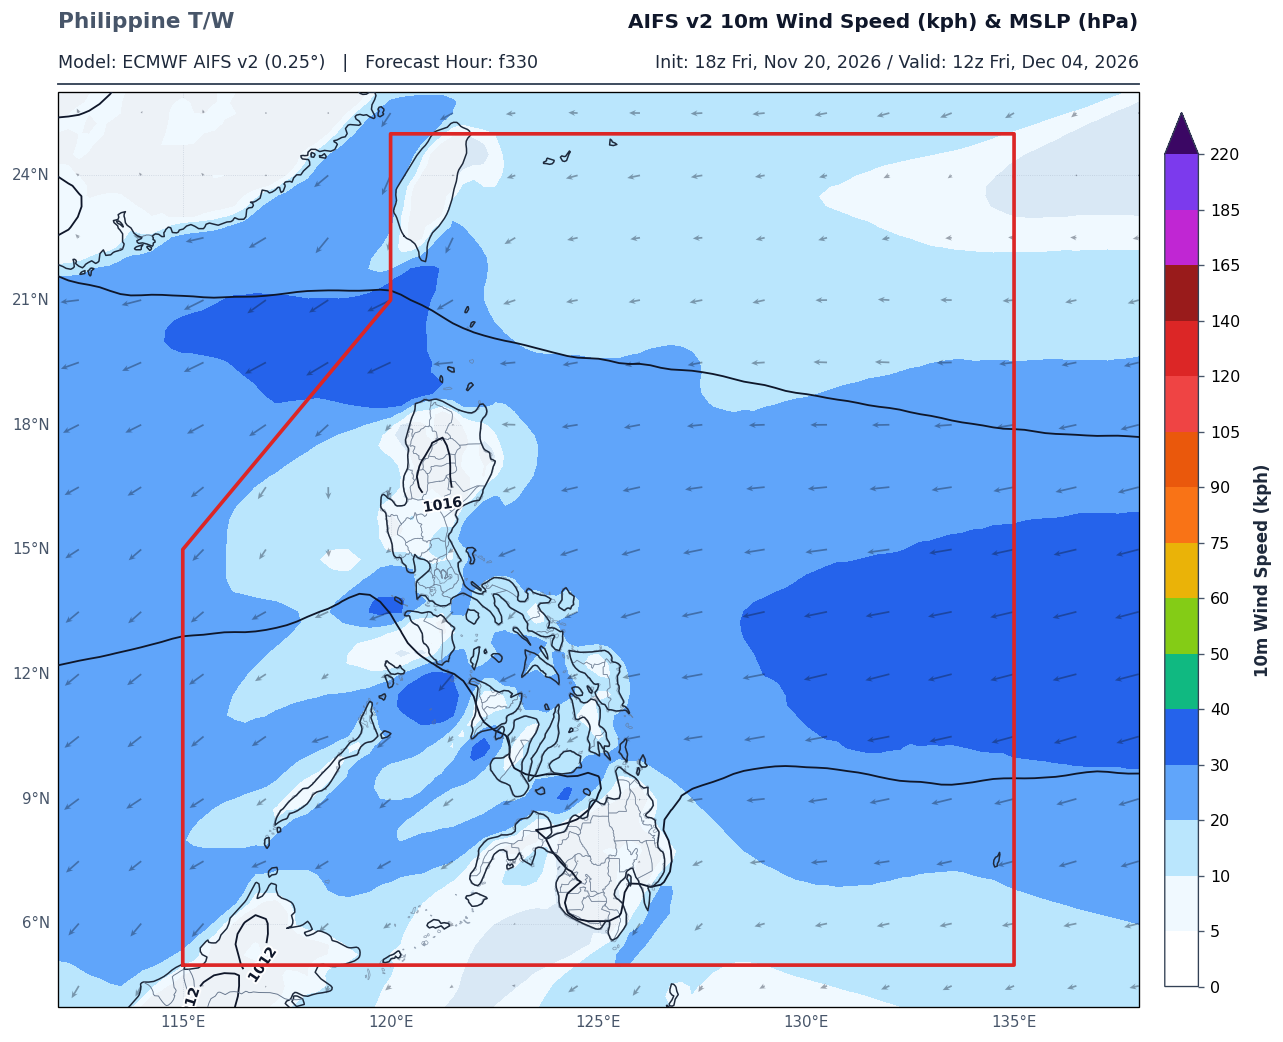 Philippine T/W
AIFS v2 10m Wind Speed (kph) & MSLP (hPa)
Model: ECMWF AIFS v2 (0.25°) | Forecast Hour: f330
Init: 18z Fri, Nov 20, 2026 / Valid: 12z Fri, Dec 04, 2026
24°N
21°N
18°N
15°N
12°N
9°N
6°N
1016
1012
12
115°E
120°E
125°E
130°E
135°E
220
185
165
140
120
105
90
75
60
50
40
30
20
10
5
0
10m Wind Speed (kph)